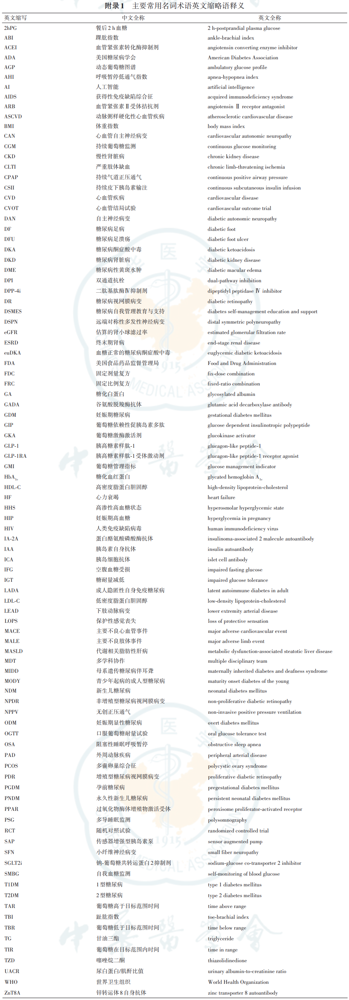 附录1 主要常用名词术语英文缩略语释义
英文缩写 中文全称 英文全称
2hPG 餐后2 h血糖 2 h-postprandial plasma glucose
ABI 踝肱指数 ankle-brachial index
ACEI 血管紧张素转化酶抑制剂 angiotensin converting enzyme inhibitor
ADA 美国糖尿病学会 American Diabetes Association
AGP 动态葡萄糖图谱 ambulatory glucose profile
AHI 呼吸暂停低通气指数 apnea-hypopnea index
AI 人工智能 artificial intelligence
AIDS 获得性免疫缺陷综合征 acquired immunodeficiency syndrome
ARB 血管紧张素Ⅱ受体拮抗剂 angiotensin Ⅱ receptor antagonist
ASCVD 动脉粥样硬化性心血管疾病 atherosclerotic cardiovascular disease
BMI 体重指数 body mass index
CAN 心血管自主神经病变 cardiovascular autonomic neuropathy
CGM 持续葡萄糖监测 continuous glucose monitoring
CKD 慢性肾脏病 chronic kidney disease
CLTI 严重肢体缺血 chronic limb-threatening ischemia
CPAP 持续气道正压通气 continuous positive airway pressure
CSII 持续皮下胰岛素输注 continuous subcutaneous insulin infusion
CVD 心血管疾病 cardiovascular disease
CVOT 心血管结局试验 cardiovascular outcome trial
DAN 自主神经病变 diabetic autonomic neuropathy
DF 糖尿病足病 diabetic foot
DFU 糖尿病足溃疡 diabetic foot ulcer
DKA 糖尿病酮症酸中毒 diabetic ketoacidosis
DKD 糖尿病肾脏病 diabetic kidney disease
DME 糖尿病性黄斑水肿 diabetic macular edema
DPI 双通道抗栓 dual-pathway inhibition
DPP-4i 二肽基肽酶Ⅳ抑制剂 dipeptidyl peptidase Ⅳ inhibitor
DR 糖尿病视网膜病变 diabetic retinopathy
DSMES 糖尿病自我管理教育与支持 diabetes self-management education and support
DSPN 远端对称性多发性神经病变 distal symmetric polyneuropathy
eGFR 估算的肾小球滤过率 estimated glomerular filtration rate
ESRD 终末期肾病 end-stage renal disease
euDKA 血糖正常的糖尿病酮症酸中毒 euglycemic diabetic ketoacidosis
FDA 美国食品药品监督管理局 Food and Drug Administration
FDC 固定剂量复方 fix-dose combination
FRC 固定比例复方 fixed-ratio combination
GA 糖化白蛋白 glycosylated albumin
GADA 谷氨酸脱羧酶抗体 glutamic acid decarboxylase antibody
GDM 妊娠期糖尿病 gestational diabetes mellitus
GIP 葡萄糖依赖性促胰岛素多肽 glucose dependent insulinotropic polypeptide
GKA 葡萄糖激酶激活剂 glucokinase activator
GLP-1 胰高糖素样肽-1 glucagon-like peptide-1
GLP-1RA 胰高糖素样肽-1受体激动剂 glucagon-like peptide-1 receptor agonist
GMI 葡萄糖管理指标 glucose management indicator
HbA1c 糖化血红蛋白 glycated hemoglobin A1c
HDL-C 高密度脂蛋白胆固醇 high-density lipoprotein-cholesterol
HF 心力衰竭 heart failure
HHS 高渗性高血糖状态 hyperosmolar hyperglycemic state
HIP 妊娠期高血糖 hyperglycemia in pregnancy
HIV 人类免疫缺陷病毒 human immunodeficiency virus
IA-2A 蛋白酪氨酸磷酸酶抗体 insulinoma-associated 2 molecule autoantibody
IAA 胰岛素自身抗体 insulin autoantibody
ICA 胰岛细胞抗体 islet cell antibody
IFG 空腹血糖受损 impaired fasting glucose
IGT 糖耐量减低 impaired glucose tolerance
LADA 成人隐匿性自身免疫糖尿病 latent autoimmune diabetes in adult
LDL-C 低密度脂蛋白胆固醇 low-density lipoprotein-cholesterol
LEAD 下肢动脉病变 lower extremity arterial disease
LOPS 保护性感觉丧失 loss of protective sensation
MACE 主要不良心血管事件 major adverse cardiovascular event
MALE 主要不良肢体事件 major adverse limb event
MASLD 代谢相关脂肪性肝病 metabolic dysfunction-associated steatotic liver disease
MDT 多学科协作 multiple disciplinary team
MIDD 母系遗传糖尿病伴耳聋 maternally inherited diabetes and deafness syndrome
MODY 青少年起病的成人型糖尿病 maturity onset diabetes of the young
NDM 新生儿糖尿病 neonatal diabetes mellitus
NPDR 非增殖型糖尿病视网膜病变 non-proliferative diabetic retinopathy
NPPV 无创正压通气 non-invasive positive pressure ventilation
ODM 妊娠期显性糖尿病 overt diabetes mellitus
OGTT 口服葡萄糖耐量试验 oral glucose tolerance test
OSA 阻塞性睡眠呼吸暂停 obstructive sleep apnea
PAD 外周动脉疾病 peripheral arterial disease
PCOS 多囊卵巢综合征 polycystic ovary syndrome
PDR 增殖型糖尿病视网膜病变 proliferative diabetic retinopathy
PGDM 孕前糖尿病 pregestational diabetes mellitus
PNDM 永久性新生儿糖尿病 persistent neonatal diabetes mellitus
PPAR 过氧化物酶体增殖物激活受体 peroxisome proliferator-activated receptor
PSG 多导睡眠监测 polysomnography
RCT 随机对照试验 randomized controlled trial
SAP 传感器增强型胰岛素泵 sensor augmented pump
SFN 小纤维神经病变 small fiber neuropathy
SGLT2i 钠-葡萄糖共转运蛋白2抑制剂 sodium-glucose co-transporter 2 inhibitor
SMBG 自我血糖监测 self-monitoring of blood glucose
T1DM 1型糖尿病 type 1 diabetes mellitus
T2DM 2型糖尿病 type 2 diabetes mellitus
TAR 葡萄糖高于目标范围时间 time above range
TBI 趾肱指数 toe-brachial index
TBR 葡萄糖低于目标范围时间 time below range
TG 甘油三酯 triglyceride
TIR 葡萄糖在目标范围内时间 time in range
TZD 噻唑烷二酮 thiazolidinedione
UACR 尿白蛋白/肌酐比值 urinary albumin-to-creatinine ratio
WHO 世界卫生组织 World Health Organization
ZnT8A 锌转运体8自身抗体 zinc transporter 8 autoantibody